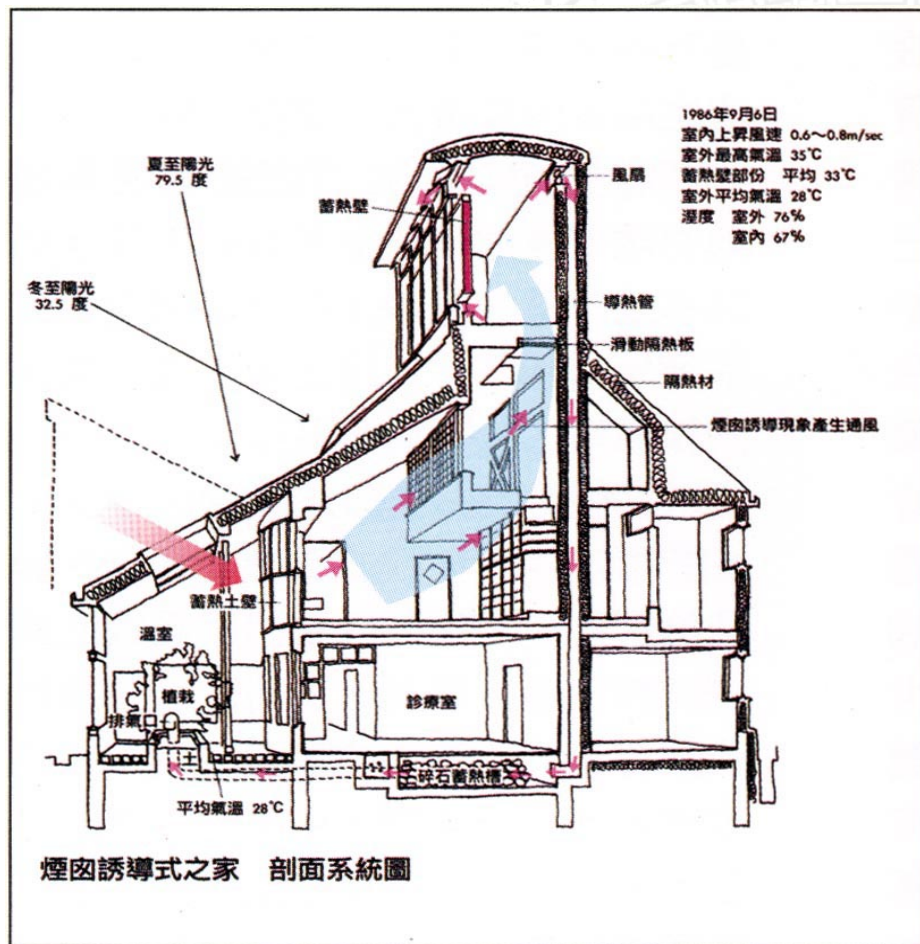 1986年9月6日
室內上昇風速 0.6～0.8m/sec
室外最高氣溫 35℃
蓄熱壁部份 平均 33℃
室外平均氣溫 28℃
溼度 室外 76%
室內 67%
夏至陽光
79.5 度
蓄熱壁
風扇
冬至陽光
32.5 度
導熱管
滑動隔熱板
隔熱材
煙囪誘導現象產生通風
蓄熱土壁
溫室
植栽
排氣
診療室
土
碎石蓄熱槽
平均氣溫 28℃
煙囪誘導式之家 剖面系統圖